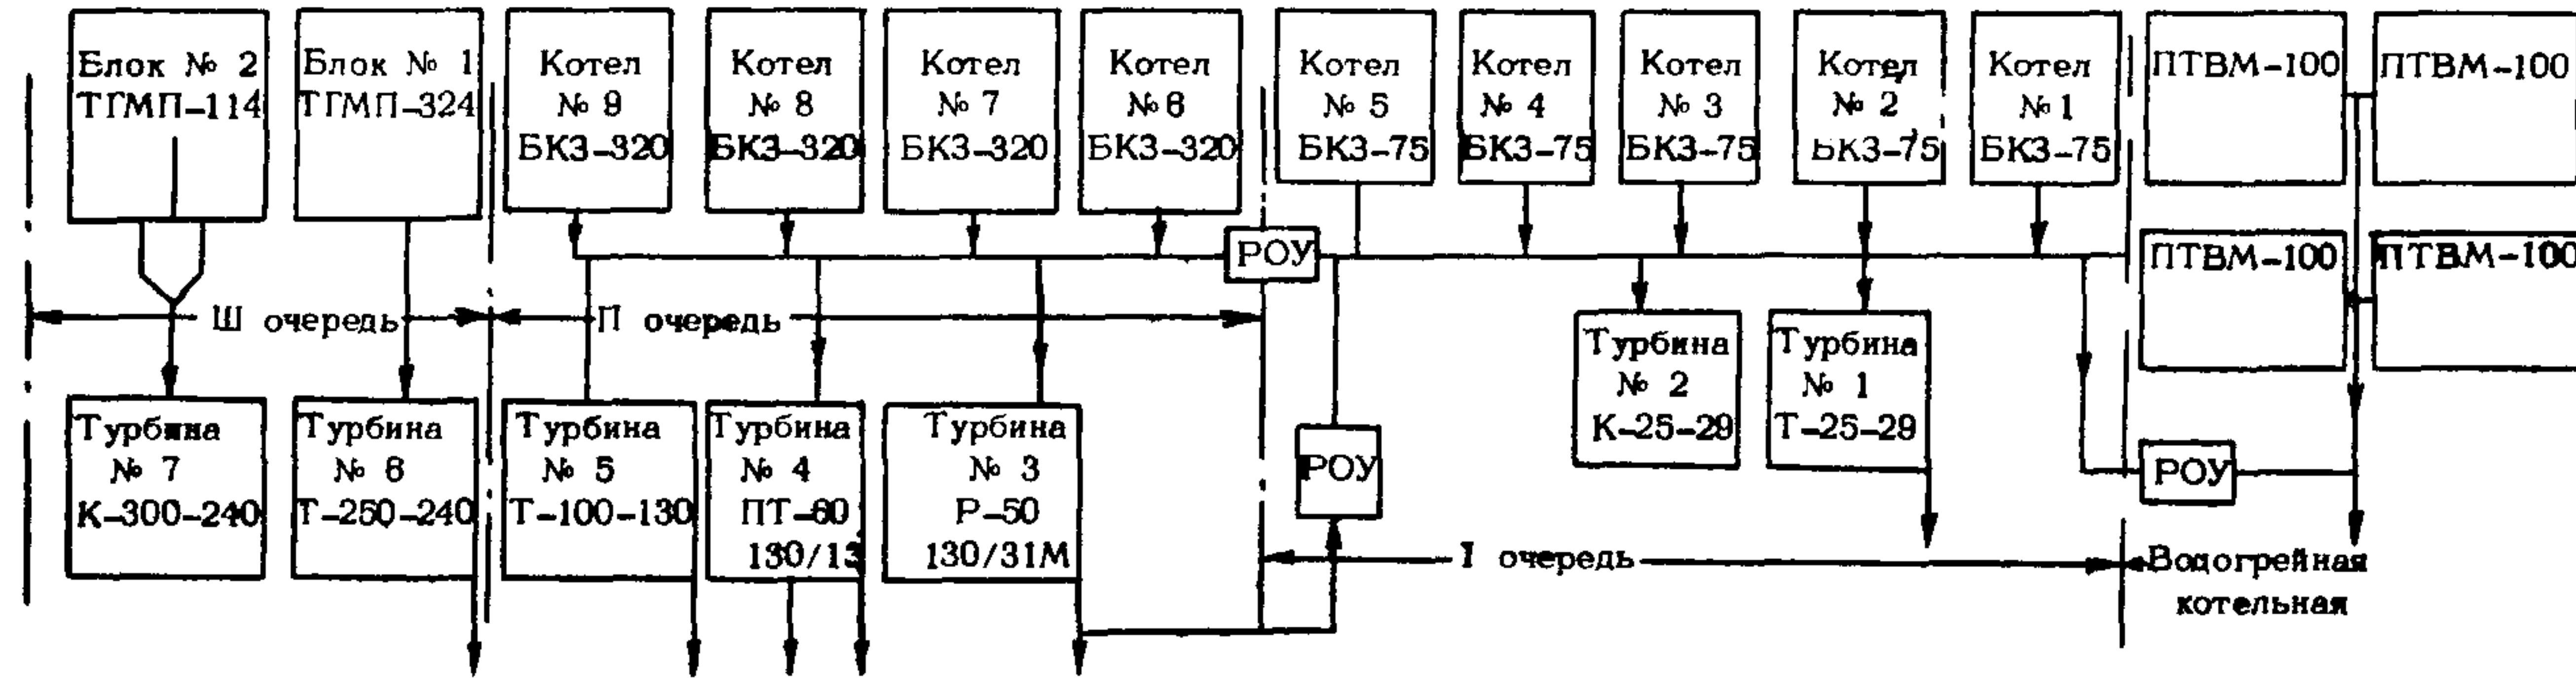 Блок № 2
ТГМП-114
Блок № 1
ТГМП-324
Котел
№ 9
БКЗ-320
Котел
№ 8
БКЗ-320
Котел
№ 7
БКЗ-320
Котел
№ 6
БКЗ-320
Котел
№ 5
БКЗ-75
Котел
№ 4
БКЗ-75
Котел
№ 3
БКЗ-75
Котел
№ 2
БКЗ-75
Котел
№ 1
БКЗ-75
ПТВМ-100
ПТВМ-100
РОУ
ПТВМ-100
ПТВМ-100
Ш очередь
П очередь
Турбина
№ 7
К-300-240
Турбина
№ 6
Т-250-240
Турбина
№ 5
Т-100-130
Турбина
№ 4
ПТ-60
130/13
Турбина
№ 3
Р-50
130/31М
РОУ
Турбина
№ 2
К-25-29
Турбина
№ 1
Т-25-29
РОУ
I очередь
Водогрейная
котельная